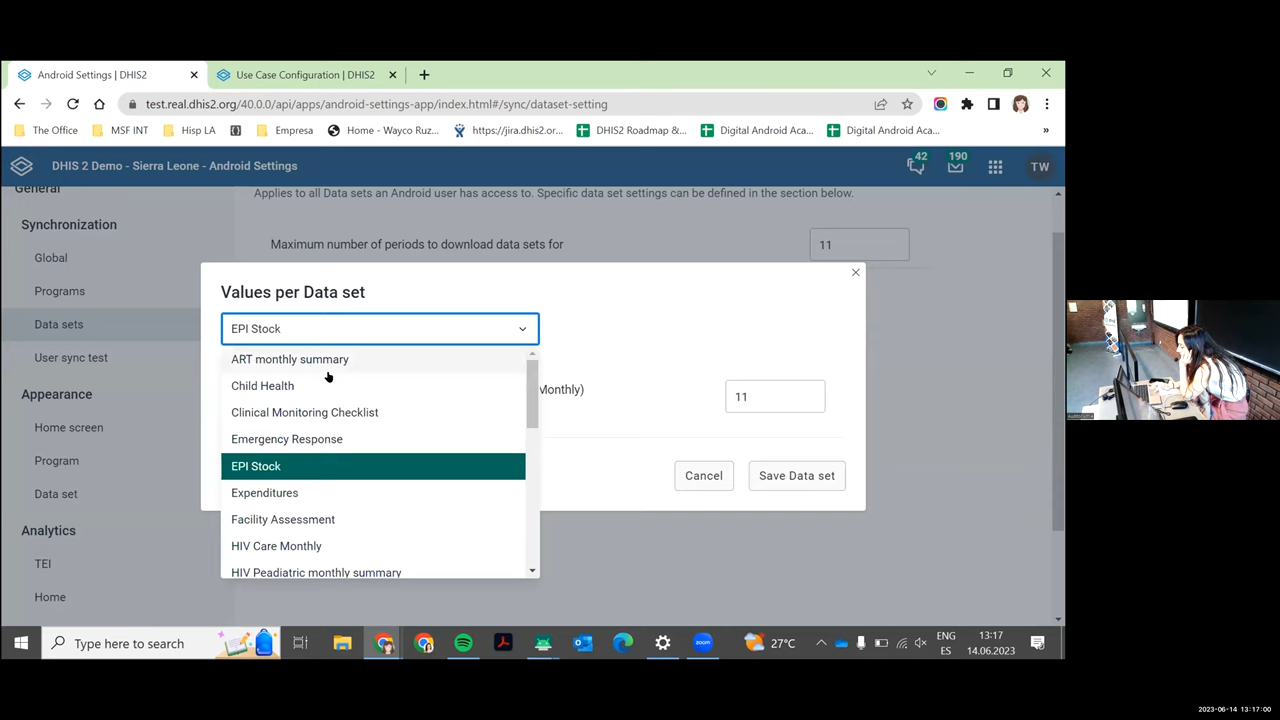 Android Settings | DHIS2
Use Case Configuration | DHIS2
test.real.dhis2.org/40.0.0/api/apps/android-settings-app/index.html#/sync/dataset-setting
The Office
MSF INT
Hisp LA
Empresa
Home - Wayco Ruz...
https://jira.dhis2.o...
DHIS2 Roadmap &...
Digital Android Aca...
Digital Android Aca...
»
DHIS 2 Demo - Sierra Leone - Android Settings
42
190
TW
General
Synchronization
Global
Programs
Data sets
User sync test
Appearance
Home screen
Program
Data set
Analytics
TEI
Home
Applies to all Data sets an Android user has access to. Specific data set settings can be defined in the section below.
Maximum number of periods to download data sets for
11
Values per Data set
EPI Stock
ART monthly summary
Child Health
Clinical Monitoring Checklist
Emergency Response
EPI Stock
Expenditures
Facility Assessment
HIV Care Monthly
HIV Peadiatric monthly summary
Monthly)
11
Cancel
Save Data set
Type here to search
zoom
27°C
ENG
ES
13:17
14.06.2023
2023-06-14 13:17:00